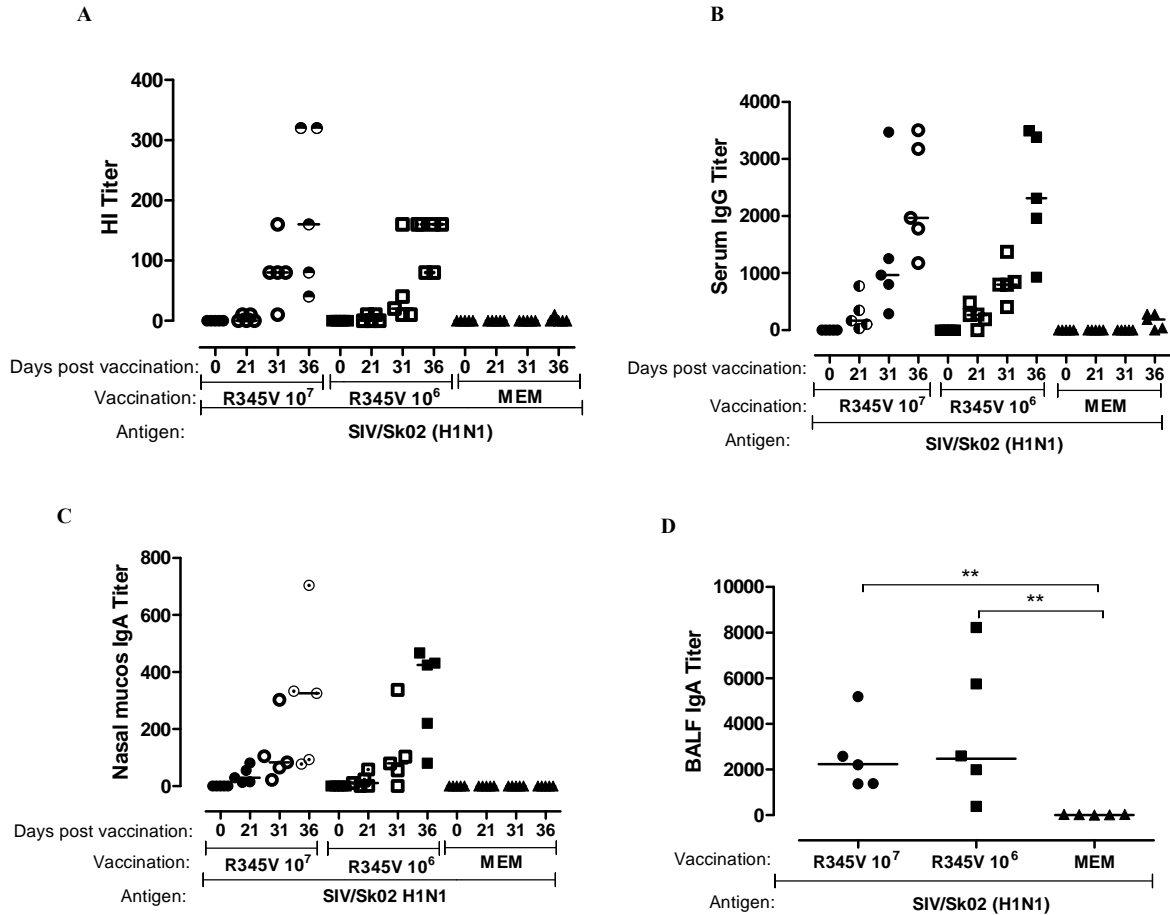 A
HI Titer
400
300
200
100
0
Days post vaccination: 0 21 31 36 0 21 31 36 0 21 31 36
Vaccination: R345V 10⁷ R345V 10⁶ MEM
Antigen: SIV/Sk02 (H1N1)
B
Serum IgG Titer
4000
3000
2000
1000
0
Days post vaccination: 0 21 31 36 0 21 31 36 0 21 31 36
Vaccination: R345V 10⁷ R345V 10⁶ MEM
Antigen: SIV/Sk02 (H1N1)
C
Nasal mucos IgA Titer
800
600
400
200
0
Days post vaccination: 0 21 31 36 0 21 31 36 0 21 31 36
Vaccination: R345V 10⁷ R345V 10⁶ MEM
Antigen: SIV/Sk02 H1N1
D
BALF IgA Titer
10000
8000
6000
4000
2000
0
**
**
Vaccination: R345V 10⁷ R345V 10⁶ MEM
Antigen: SIV/Sk02 (H1N1)